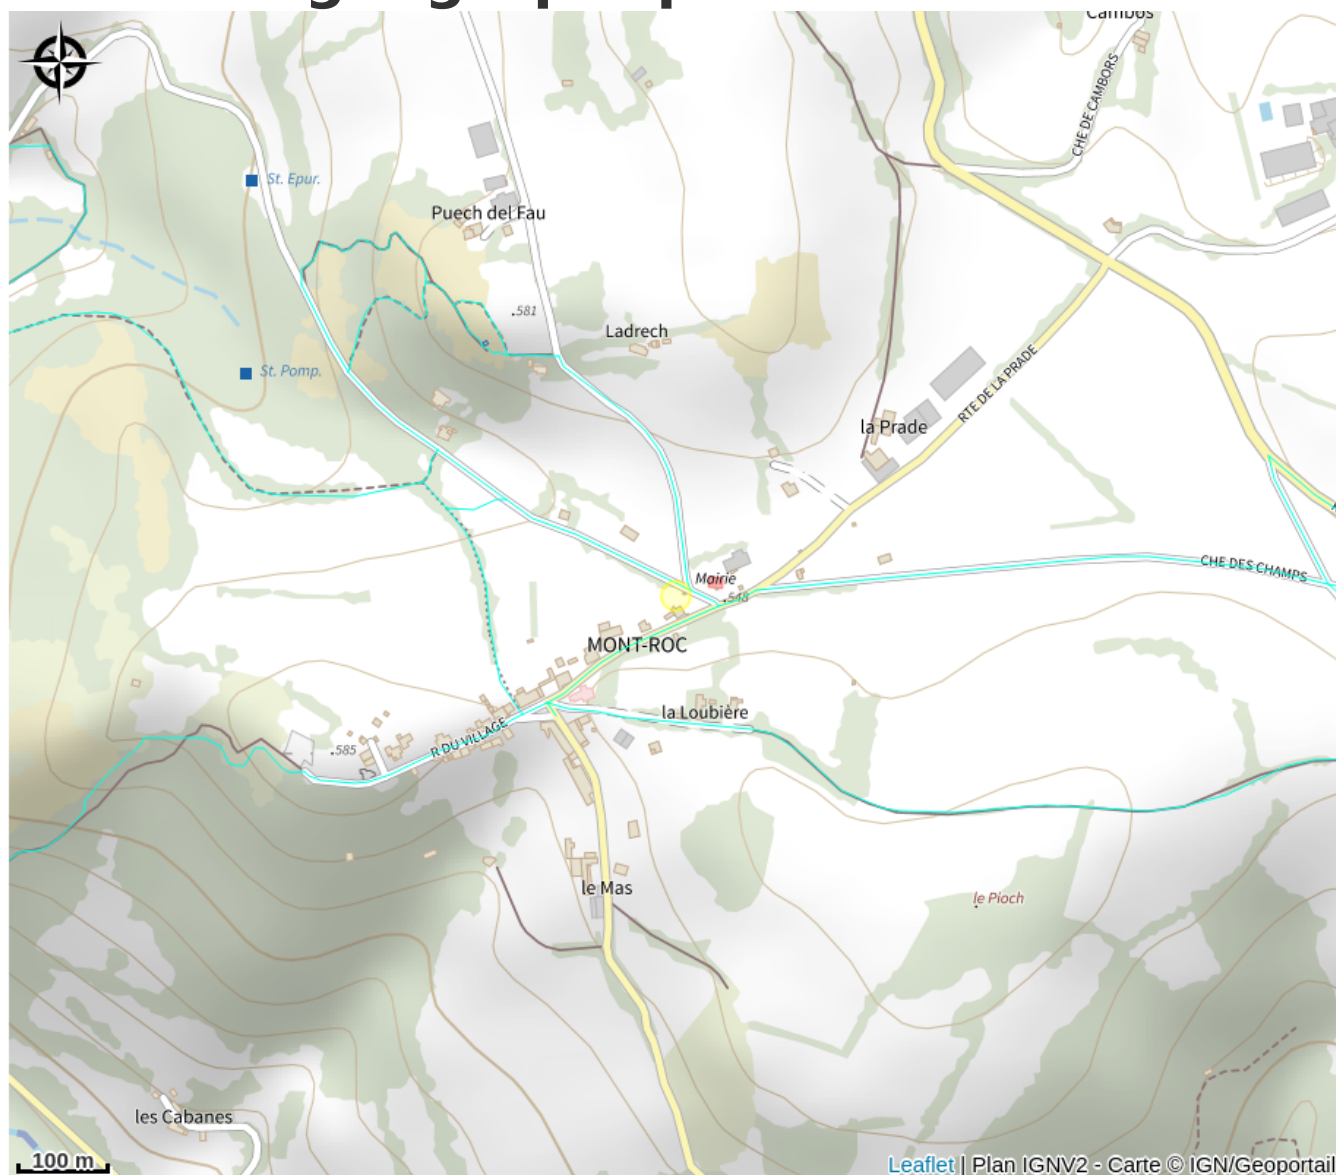 Cambos
CHE DE CAMBORS
St. Epur.
Puech del Fau
.581
Ladrech
St. Pomp.
RTE DE LA PRADE
la Prade
CHE DES CHAMPS
Mairie
.548
MONT-ROC
la Loubière
R DU VILLAGE
.585
le Mas
le Pioch
les Cabanes
100 m
Leaflet | Plan IGNV2 - Carte © IGN/Geoportail